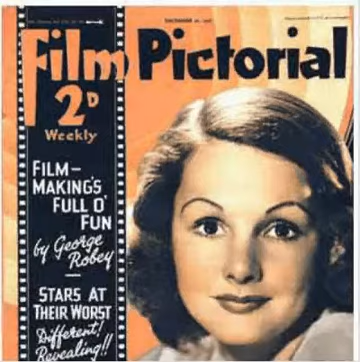 Film Pictorial
2D
Weekly
FILM-
MAKING'S
FULL O'
FUN
by George
Robey
STARS AT
THEIR WORST
Different!
Revealing!!